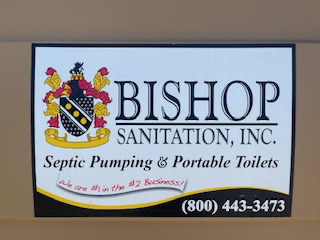 BISHOP
SANITATION, INC.
Septic Pumping & Portable Toilets
We are #1 in the #2 Business!
(800) 443-3473